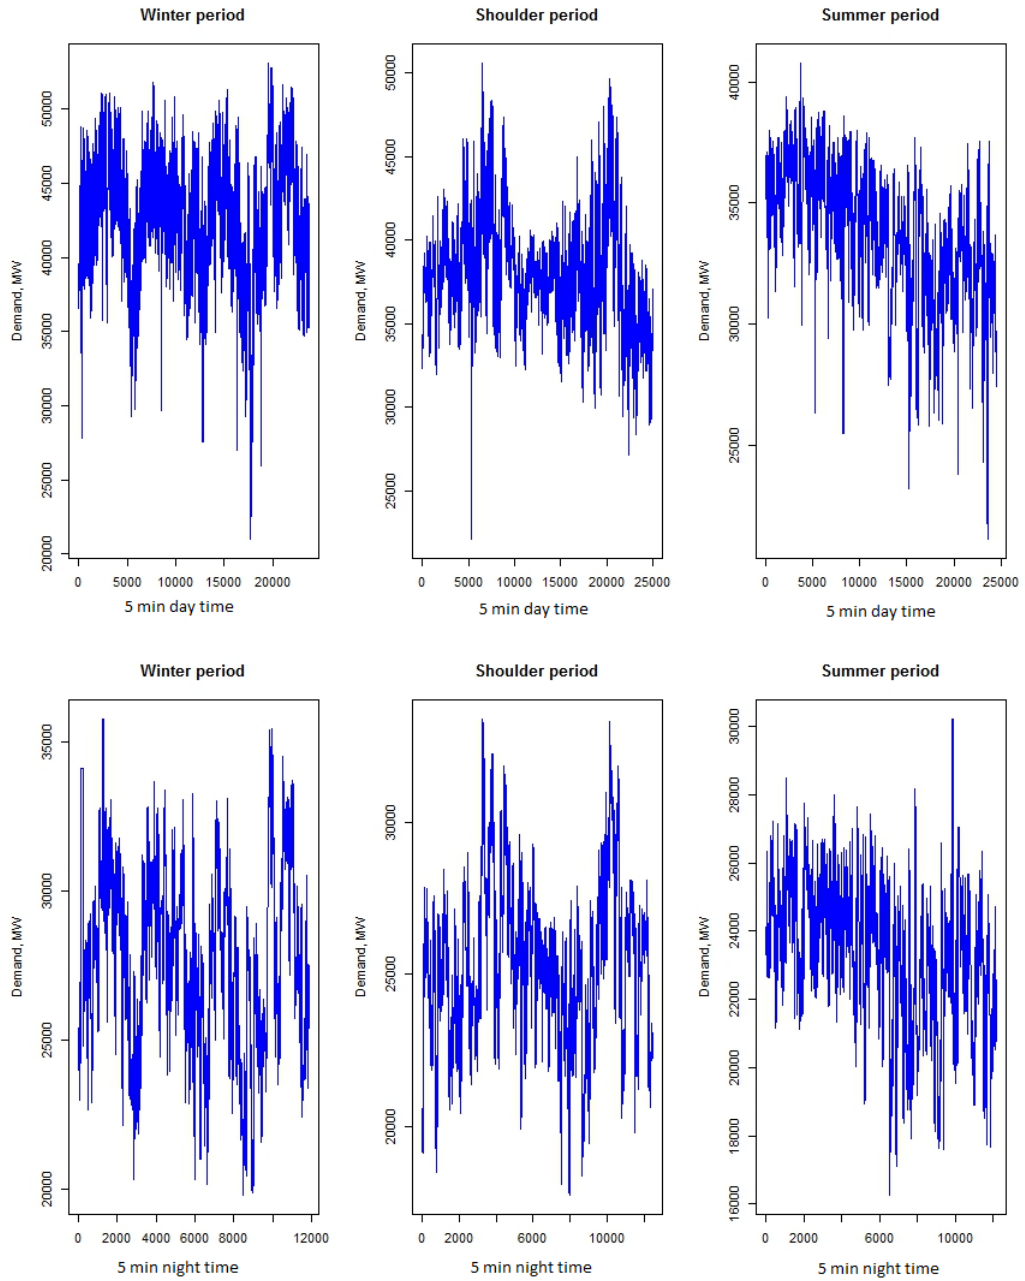 Winter period
Shoulder period
Summer period
Demand, MW
20000 25000 30000 35000 40000 45000 50000
0 5000 10000 15000 20000
5 min day time
Demand, MW
25000 30000 35000 40000 45000 50000
0 5000 10000 15000 20000 25000
5 min day time
Demand, MW
25000 30000 35000 40000
0 5000 10000 15000 20000 25000
5 min day time
Winter period
Shoulder period
Summer period
Demand, MW
20000 25000 30000 35000
0 2000 4000 6000 8000 12000
5 min night time
Demand, MW
20000 25000 30000
0 2000 6000 10000
5 min night time
Demand, MW
16000 18000 20000 22000 24000 26000 28000 30000
0 2000 6000 10000
5 min night time